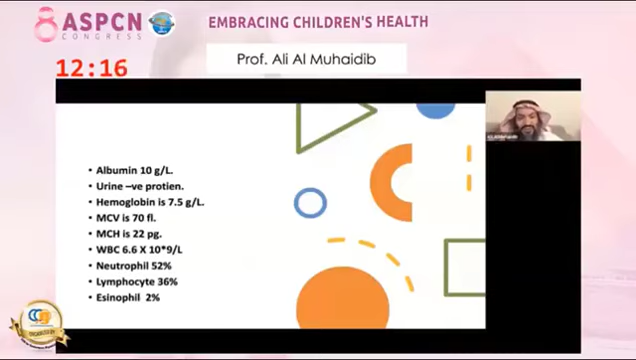 8 ASPCN
CONGRESS
EMBRACING CHILDREN'S HEALTH
Prof. Ali Al Muhaidib
12:16
• Albumin 10 g/L.
• Urine –ve protien.
• Hemoglobin is 7.5 g/L.
• MCV is 70 fl.
• MCH is 22 pg.
• WBC 6.6 X 10*9/L
• Neutrophil 52%
• Lymphocyte 36%
• Esinophil 2%